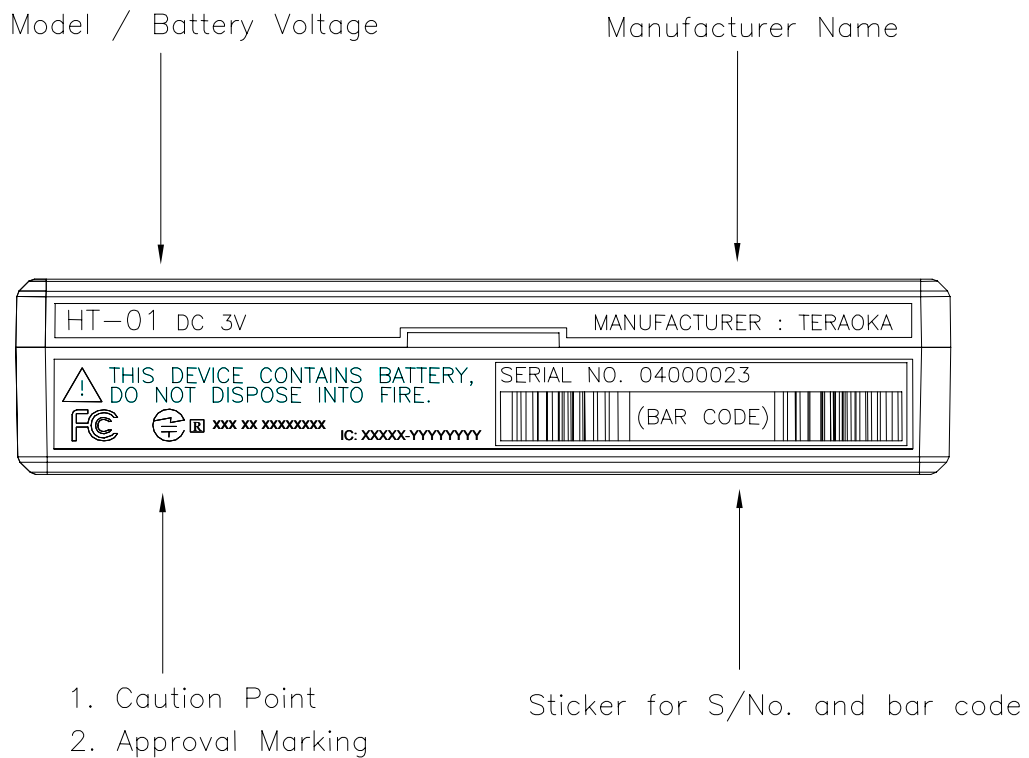 Model / Battery Voltage
Manufacturer Name
HT-01 DC 3V
MANUFACTURER : TERAOKA
THIS DEVICE CONTAINS BATTERY,
DO NOT DISPOSE INTO FIRE.
FC
R XXX XX XXXXXXXX
IC: XXXXX-YYYYYYYY
SERIAL NO. 04000023
(BAR CODE)
1. Caution Point
2. Approval Marking
Sticker for S/No. and bar code